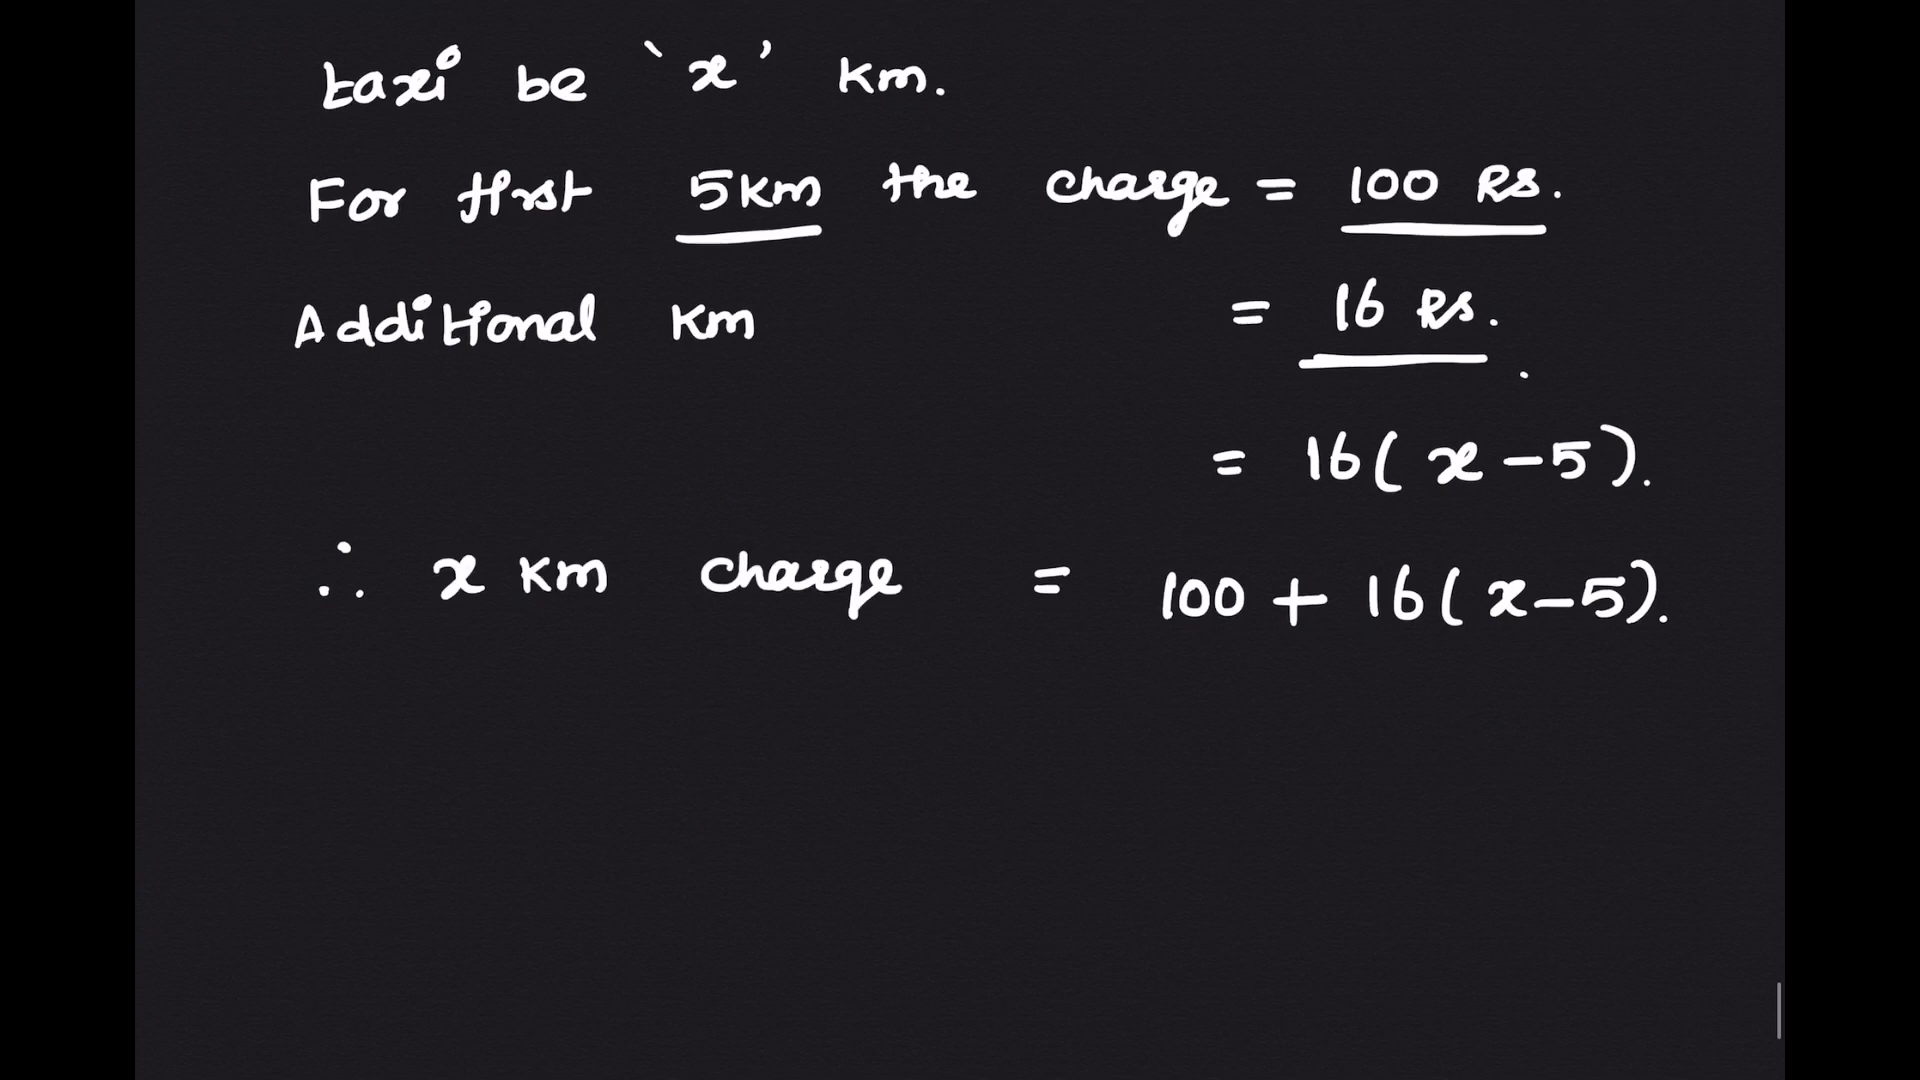 taxi be 'x' km.
For first 5km the charge = 100 Rs.
Additional km = 16 Rs.
= 16(x-5).
∴ x km charge = 100 + 16(x-5).